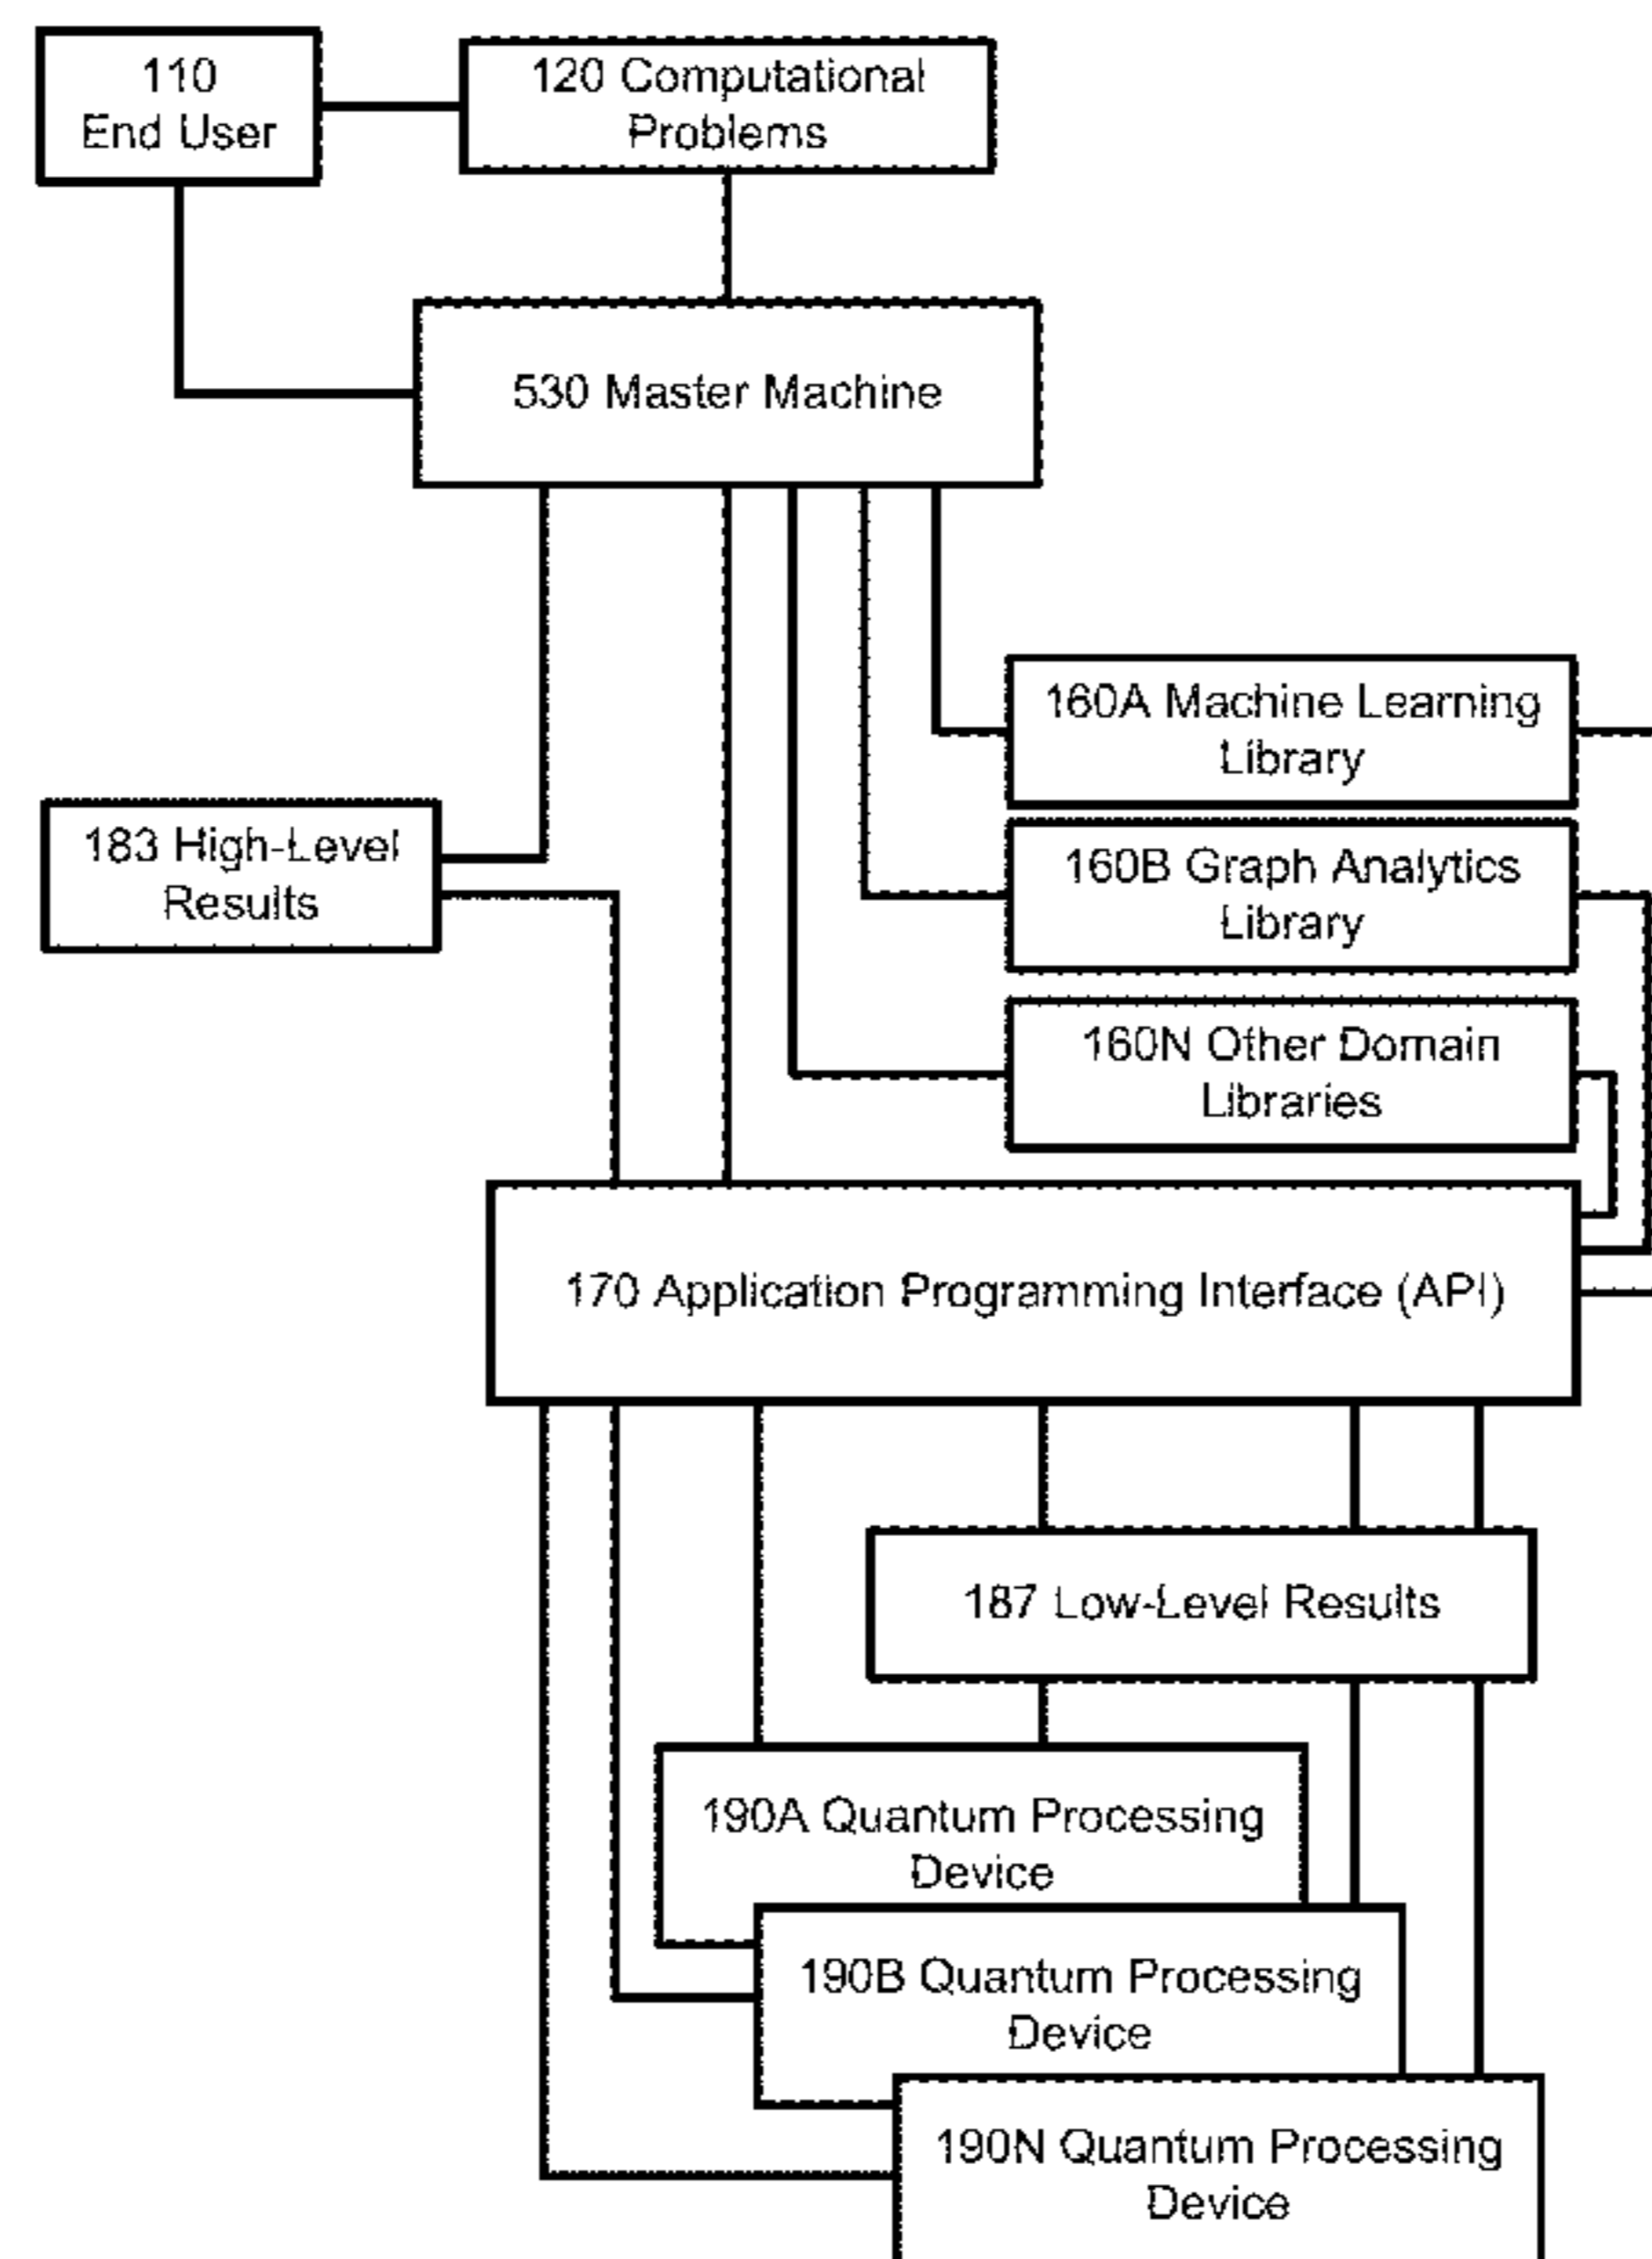 110
End User
120 Computational
Problems
530 Master Machine
160A Machine Learning
Library
183 High-Level
Results
160B Graph Analytics
Library
160N Other Domain
Libraries
170 Application Programming Interface (API)
187 Low-Level Results
190A Quantum Processing
Device
190B Quantum Processing
Device
190N Quantum Processing
Device